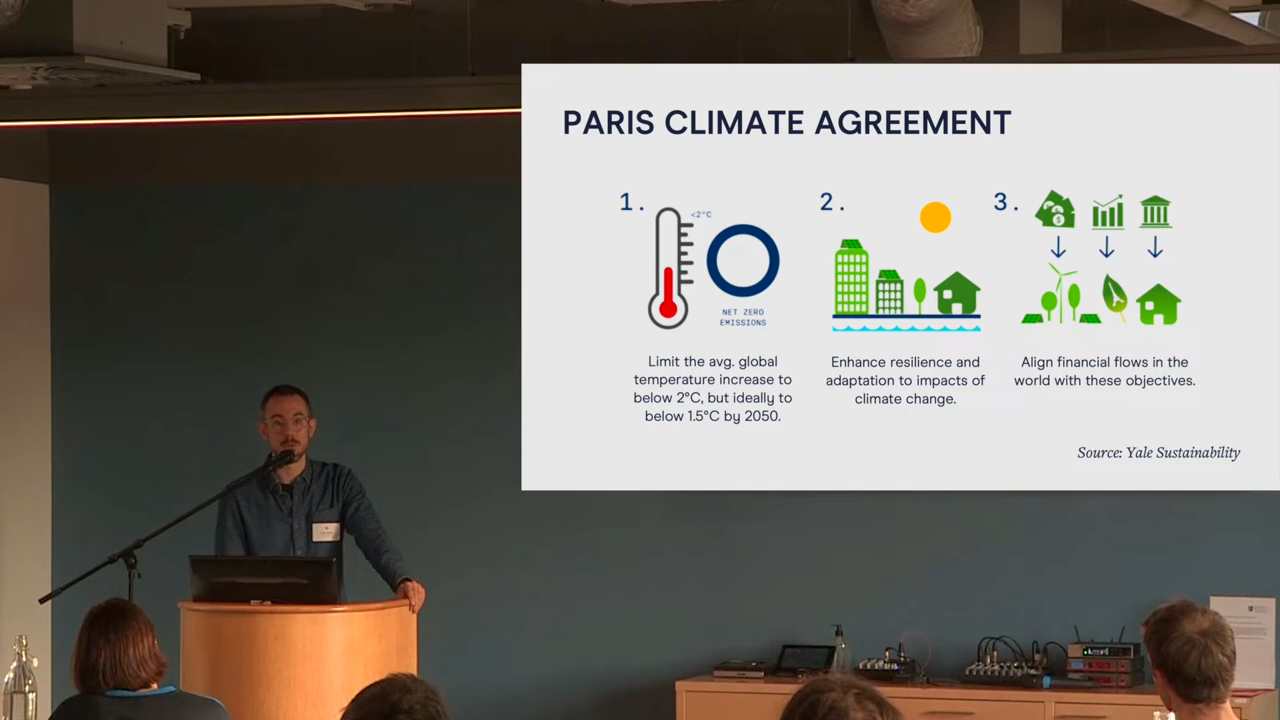 PARIS CLIMATE AGREEMENT
1.
<2°C
NET ZERO
EMISSIONS
Limit the avg. global
temperature increase to
below 2°C, but ideally to
below 1.5°C by 2050.
2.
Enhance resilience and
adaptation to impacts of
climate change.
3.
Align financial flows in the
world with these objectives.
Source: Yale Sustainability